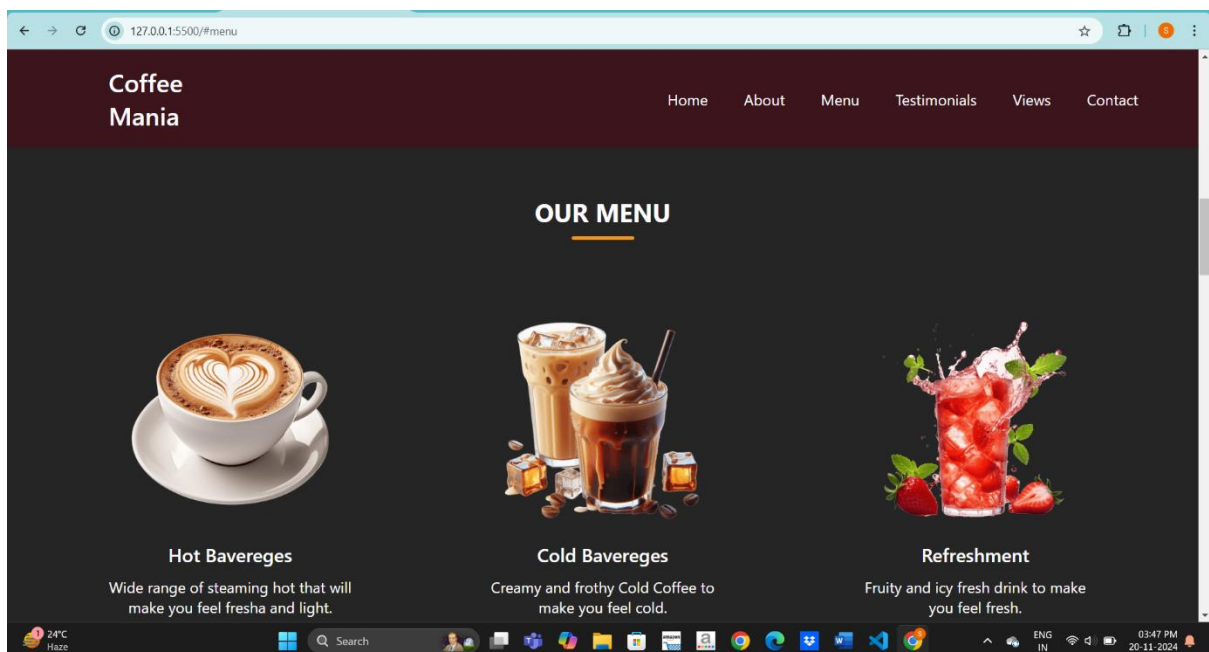 127.0.0.1:5500/#menu
S
Coffee
Mania
Home About Menu Testimonials Views Contact
OUR MENU
Hot Bavereges
Wide range of steaming hot that will
make you feel fresha and light.
Cold Bavereges
Creamy and frothy Cold Coffee to
make you feel cold.
Refreshment
Fruity and icy fresh drink to make
you feel fresh.
1
24°C
Haze
Search
amazon
a
W
ENG
IN
03:47 PM
20-11-2024